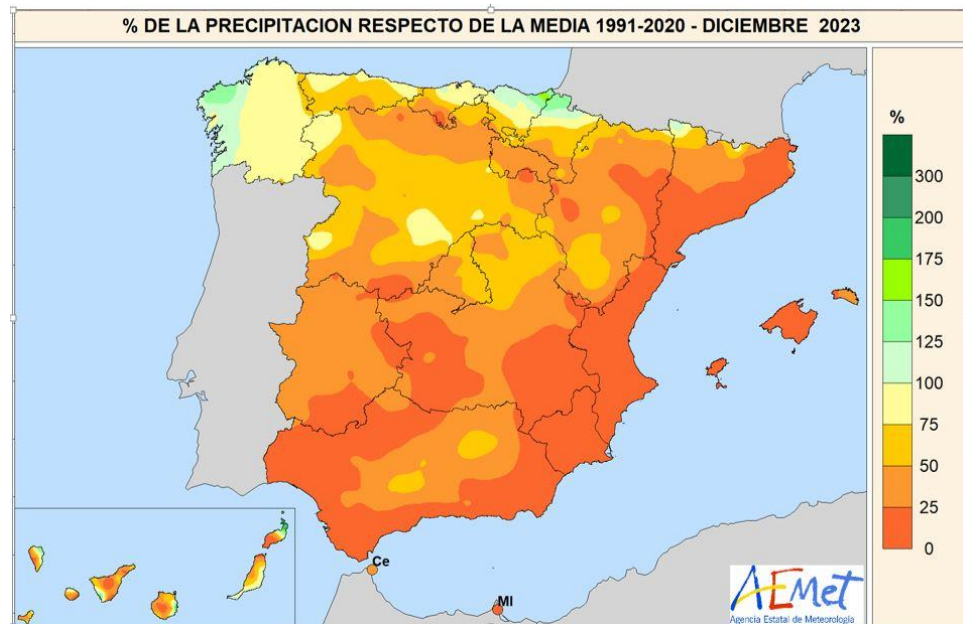 % DE LA PRECIPITACION RESPECTO DE LA MEDIA 1991-2020 - DICIEMBRE 2023
%
300
200
175
150
125
100
75
50
25
0
Ce
Ml
AEMet
Agencia Estatal de Meteorología